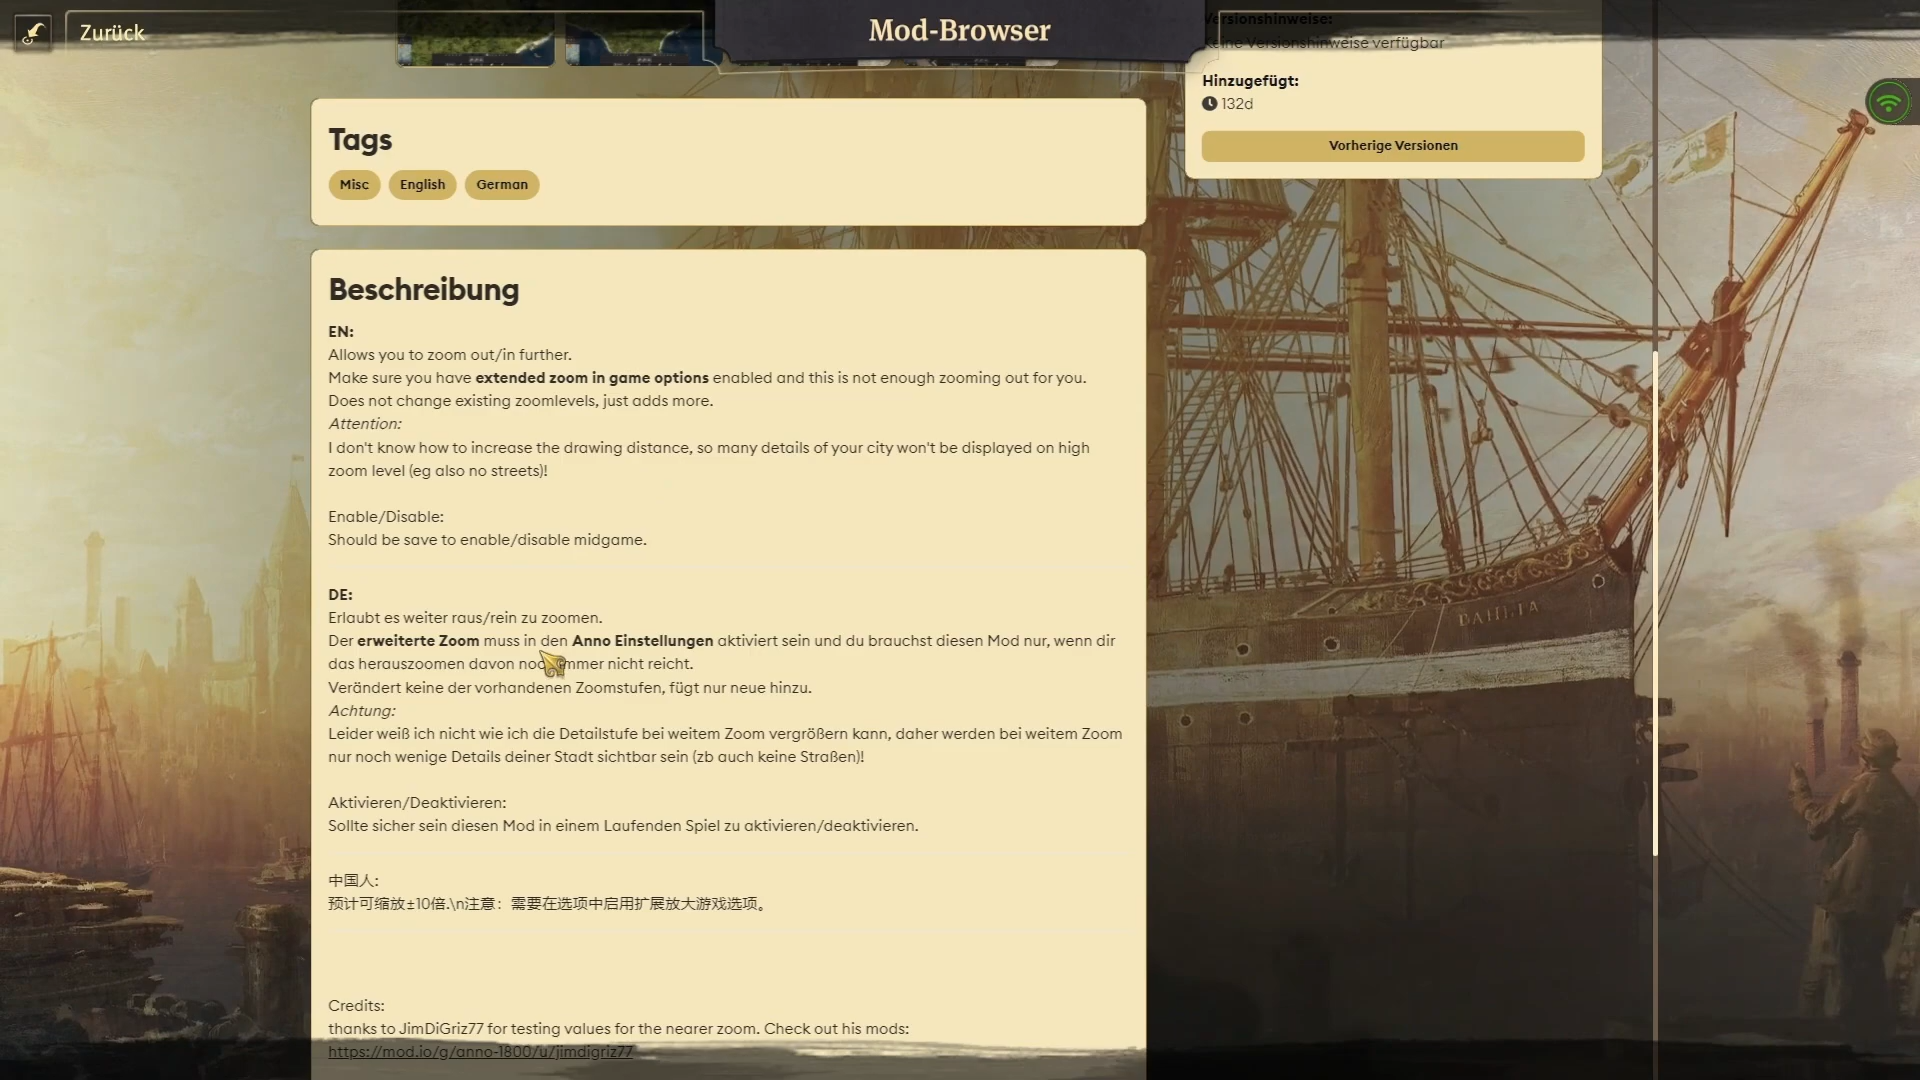 Zurück
Mod-Browser
Versionshinweise:
Keine Versionshinweise verfügbar
Hinzugefügt:
132d
Vorherige Versionen
Tags
Misc
English
German
Beschreibung
EN:
Allows you to zoom out/in further.
Make sure you have extended zoom in game options enabled and this is not enough zooming out for you.
Does not change existing zoomlevels, just adds more.
Attention:
I don't know how to increase the drawing distance, so many details of your city won't be displayed on high
zoom level (eg also no streets)!
Enable/Disable:
Should be save to enable/disable midgame.
DE:
Erlaubt es weiter raus/rein zu zoomen.
Der erweiterte Zoom muss in den Anno Einstellungen aktiviert sein und du brauchst diesen Mod nur, wenn dir
das herauszoomen davon noch immer nicht reicht.
Verändert keine der vorhandenen Zoomstufen, fügt nur neue hinzu.
Achtung:
Leider weiß ich nicht wie ich die Detailstufe bei weitem Zoom vergrößern kann, daher werden bei weitem Zoom
nur noch wenige Details deiner Stadt sichtbar sein (zb auch keine Straßen)!
Aktivieren/Deaktivieren:
Sollte sicher sein diesen Mod in einem Laufenden Spiel zu aktivieren/deaktivieren.
中国人:
预计可缩放±10倍.\n注意：需要在选项中启用扩展放大游戏选项。
Credits:
thanks to JimDiGriz77 for testing values for the nearer zoom. Check out his mods:
https://mod.io/g/anno-1800/u/jimdigriz77
DAHLIA